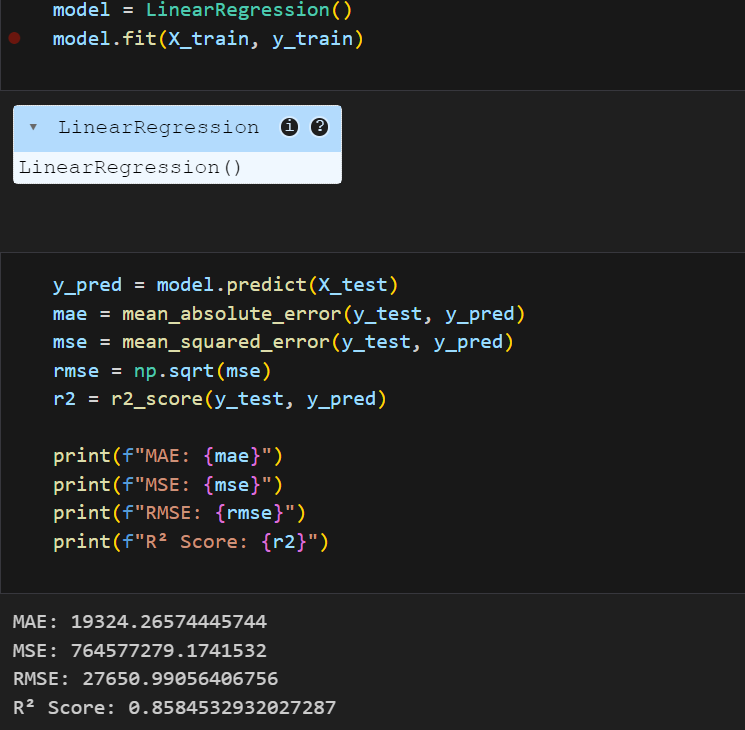 model = LinearRegression()
model.fit(X_train, y_train)
LinearRegression
LinearRegression()
y_pred = model.predict(X_test)
mae = mean_absolute_error(y_test, y_pred)
mse = mean_squared_error(y_test, y_pred)
rmse = np.sqrt(mse)
r2 = r2_score(y_test, y_pred)
print(f"MAE: {mae}")
print(f"MSE: {mse}")
print(f"RMSE: {rmse}")
print(f"R² Score: {r2}")
MAE: 19324.26574445744
MSE: 764577279.1741532
RMSE: 27650.99056406756
R² Score: 0.8584532932027287